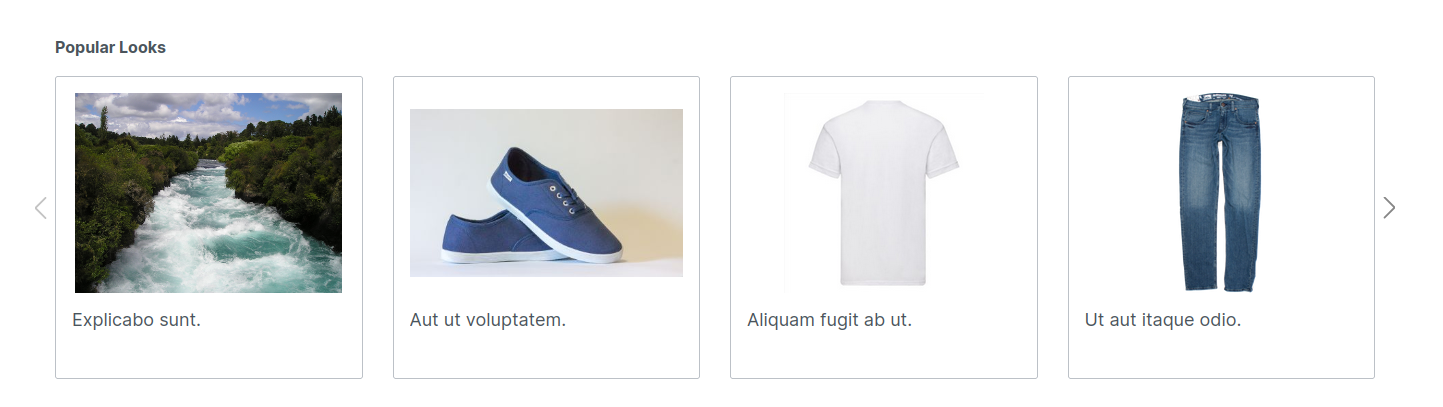 Popular Looks
Explicabo sunt.
Aut ut voluptatem.
Aliquam fugit ab ut.
Ut aut itaque odio.